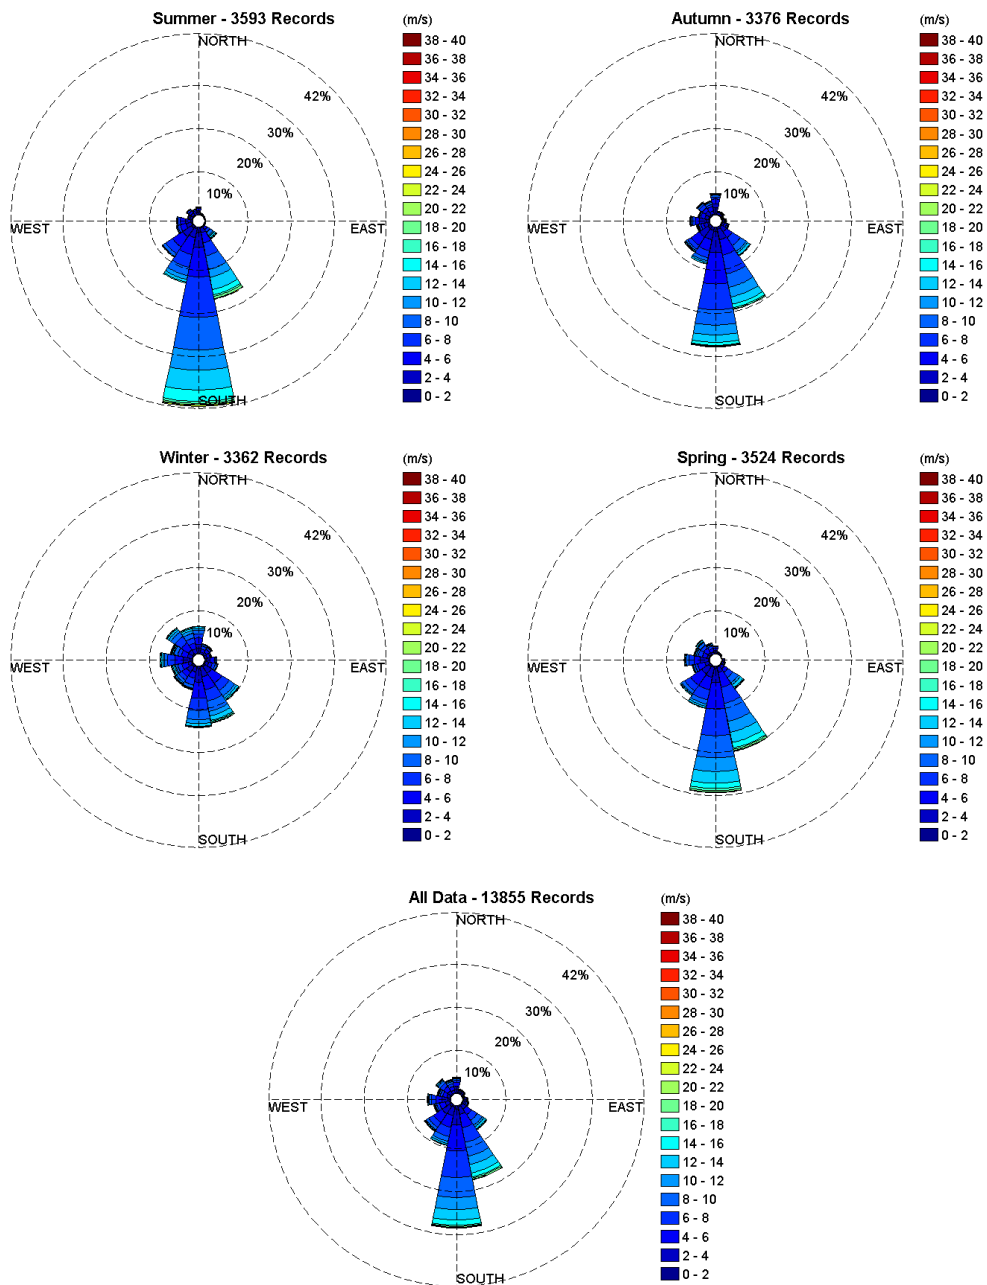 Summer - 3593 Records
(m/s)
NORTH
38 - 40
36 - 38
34 - 36
42%
32 - 34
30 - 32
30%
28 - 30
26 - 28
20%
24 - 26
22 - 24
10%
20 - 22
WEST
EAST
18 - 20
16 - 18
14 - 16
12 - 14
10 - 12
8 - 10
6 - 8
4 - 6
2 - 4
SOUTH
0 - 2
Autumn - 3376 Records
(m/s)
NORTH
38 - 40
36 - 38
34 - 36
42%
32 - 34
30 - 32
30%
28 - 30
26 - 28
20%
24 - 26
22 - 24
10%
20 - 22
WEST
EAST
18 - 20
16 - 18
14 - 16
12 - 14
10 - 12
8 - 10
6 - 8
4 - 6
2 - 4
SOUTH
0 - 2
Winter - 3362 Records
(m/s)
NORTH
38 - 40
36 - 38
34 - 36
42%
32 - 34
30 - 32
30%
28 - 30
26 - 28
20%
24 - 26
22 - 24
10%
20 - 22
WEST
EAST
18 - 20
16 - 18
14 - 16
12 - 14
10 - 12
8 - 10
6 - 8
4 - 6
2 - 4
SOUTH
0 - 2
Spring - 3524 Records
(m/s)
NORTH
38 - 40
36 - 38
34 - 36
42%
32 - 34
30 - 32
30%
28 - 30
26 - 28
20%
24 - 26
22 - 24
10%
20 - 22
WEST
EAST
18 - 20
16 - 18
14 - 16
12 - 14
10 - 12
8 - 10
6 - 8
4 - 6
2 - 4
SOUTH
0 - 2
All Data - 13855 Records
(m/s)
NORTH
38 - 40
36 - 38
34 - 36
42%
32 - 34
30 - 32
30%
28 - 30
26 - 28
20%
24 - 26
22 - 24
10%
20 - 22
WEST
EAST
18 - 20
16 - 18
14 - 16
12 - 14
10 - 12
8 - 10
6 - 8
4 - 6
2 - 4
SOUTH
0 - 2